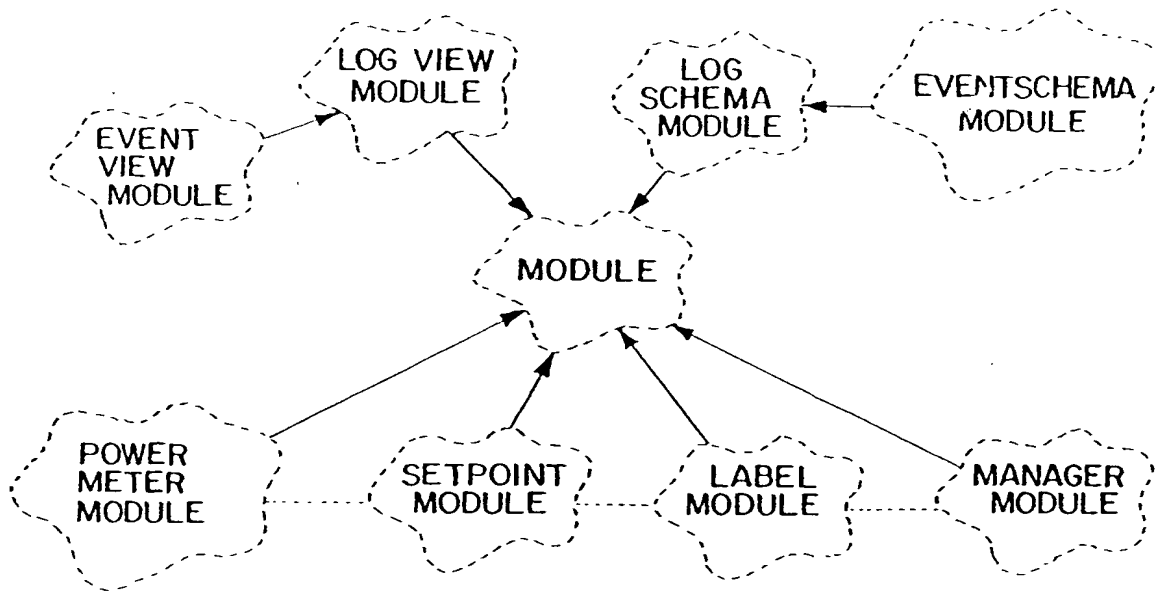 LOG VIEW
MODULE
LOG
SCHEMA
MODULE
EVENTSCHEMA
MODULE
EVENT
VIEW
MODULE
MODULE
POWER
METER
MODULE
SETPOINT
MODULE
LABEL
MODULE
MANAGER
MODULE